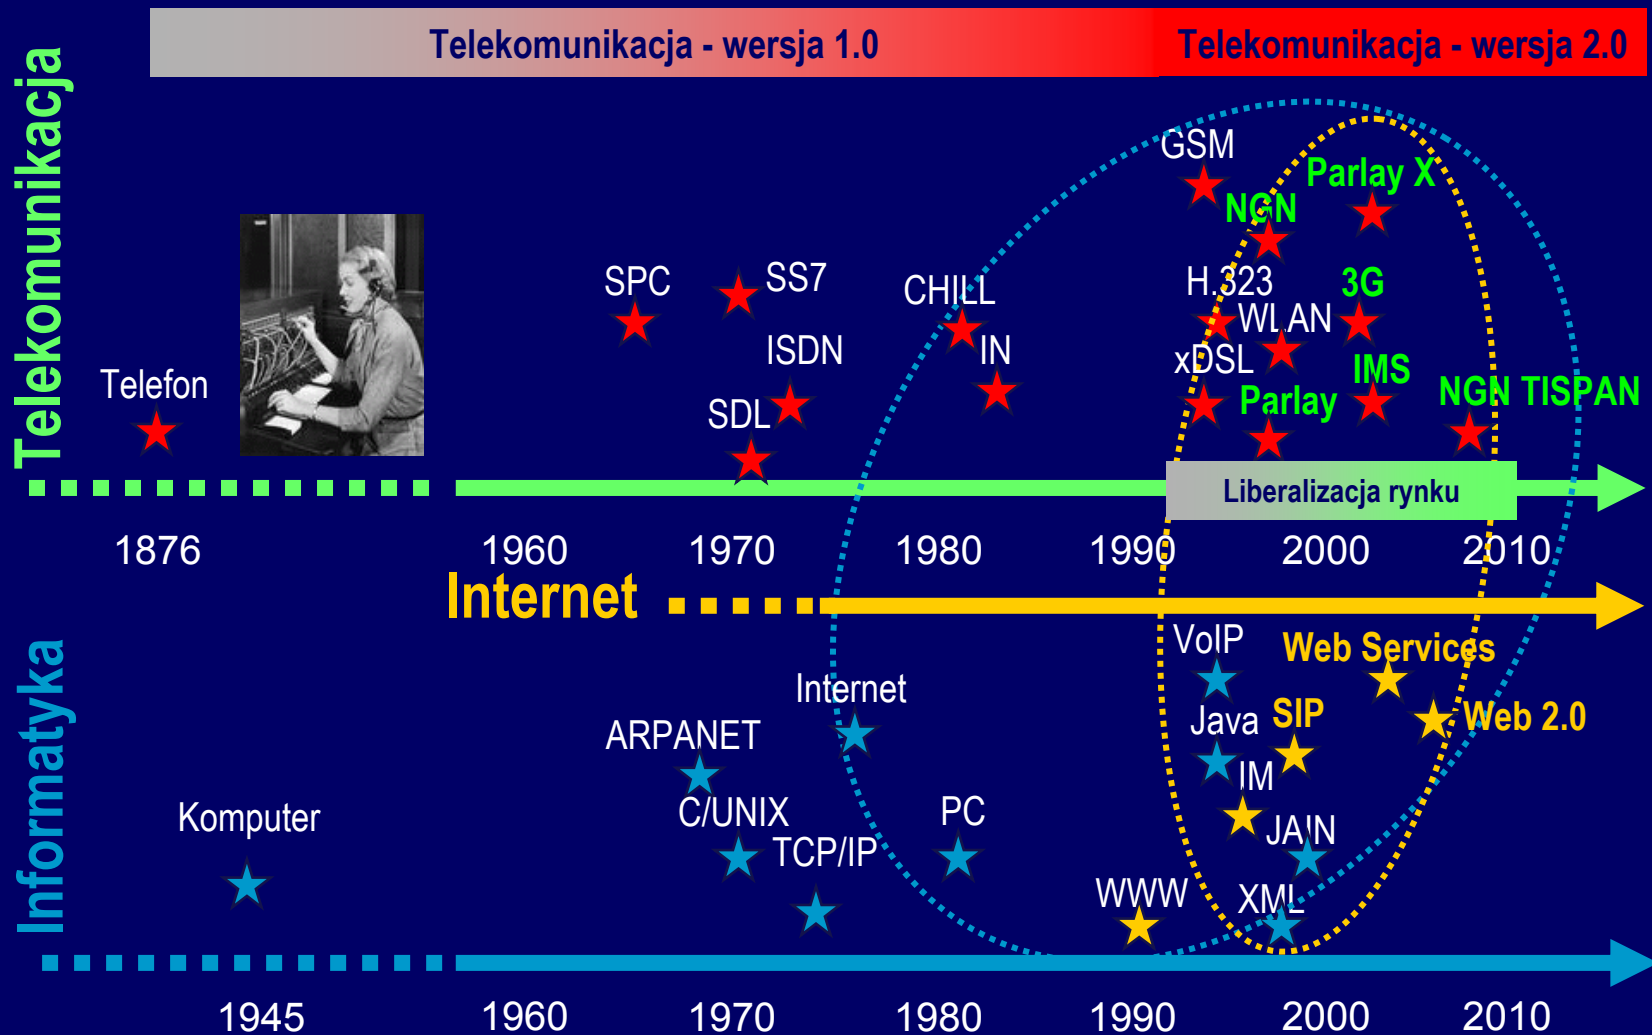 Telekomunikacja - wersja 1.0
Telekomunikacja - wersja 2.0
Telekomunikacja
GSM
Parlay X
NGN
SPC
SS7
CHILL
H.323
3G
WLAN
ISDN
IN
xDSL
IMS
Telefon
SDL
Parlay
NGN TISPAN
Liberalizacja rynku
1876
1960
1970
1980
1990
2000
2010
Internet
Informatyka
VoIP
Web Services
Internet
ARPANET
Java
SIP
Web 2.0
IM
Komputer
C/UNIX
PC
JAIN
TCP/IP
WWW
XML
1945
1960
1970
1980
1990
2000
2010